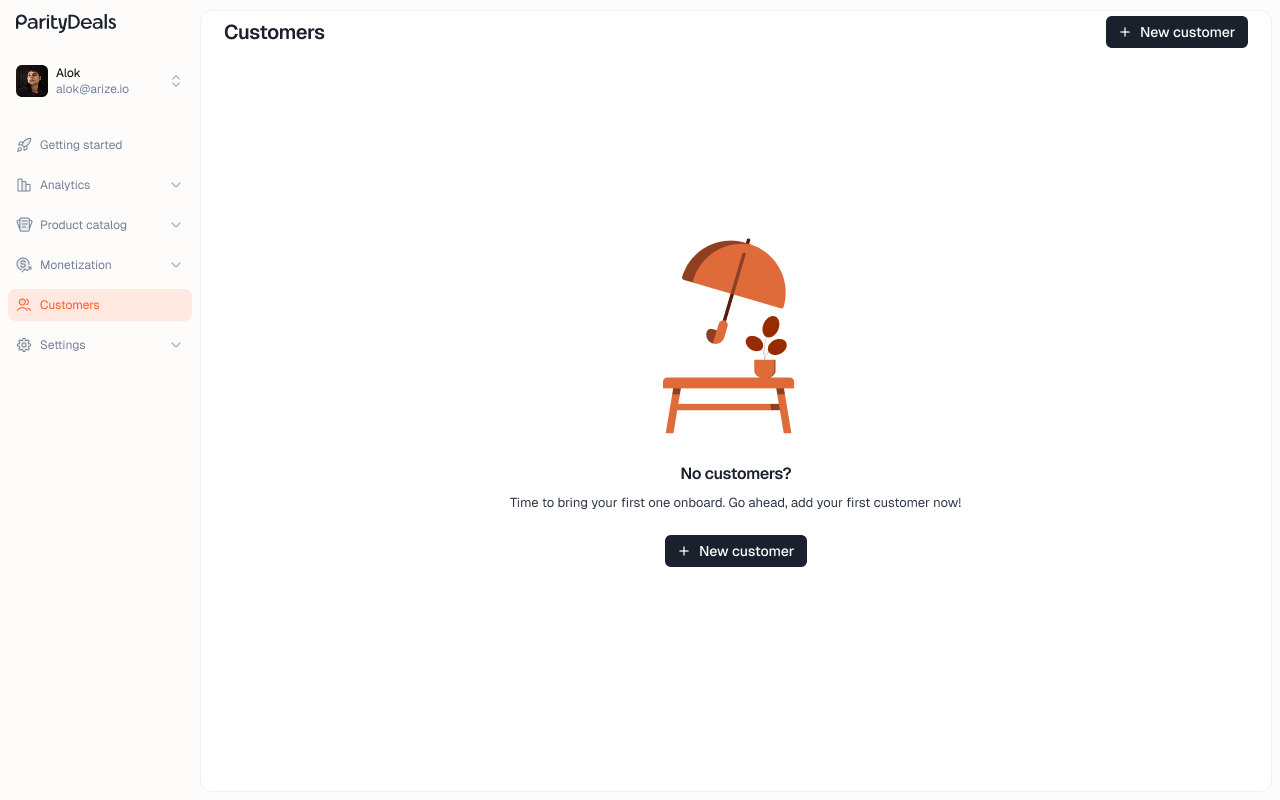 ParityDeals
Alok
alok@arize.io
Getting started
Analytics
Product catalog
Monetization
Customers
Settings
Customers
New customer
No customers?
Time to bring your first one onboard. Go ahead, add your first customer now!
New customer